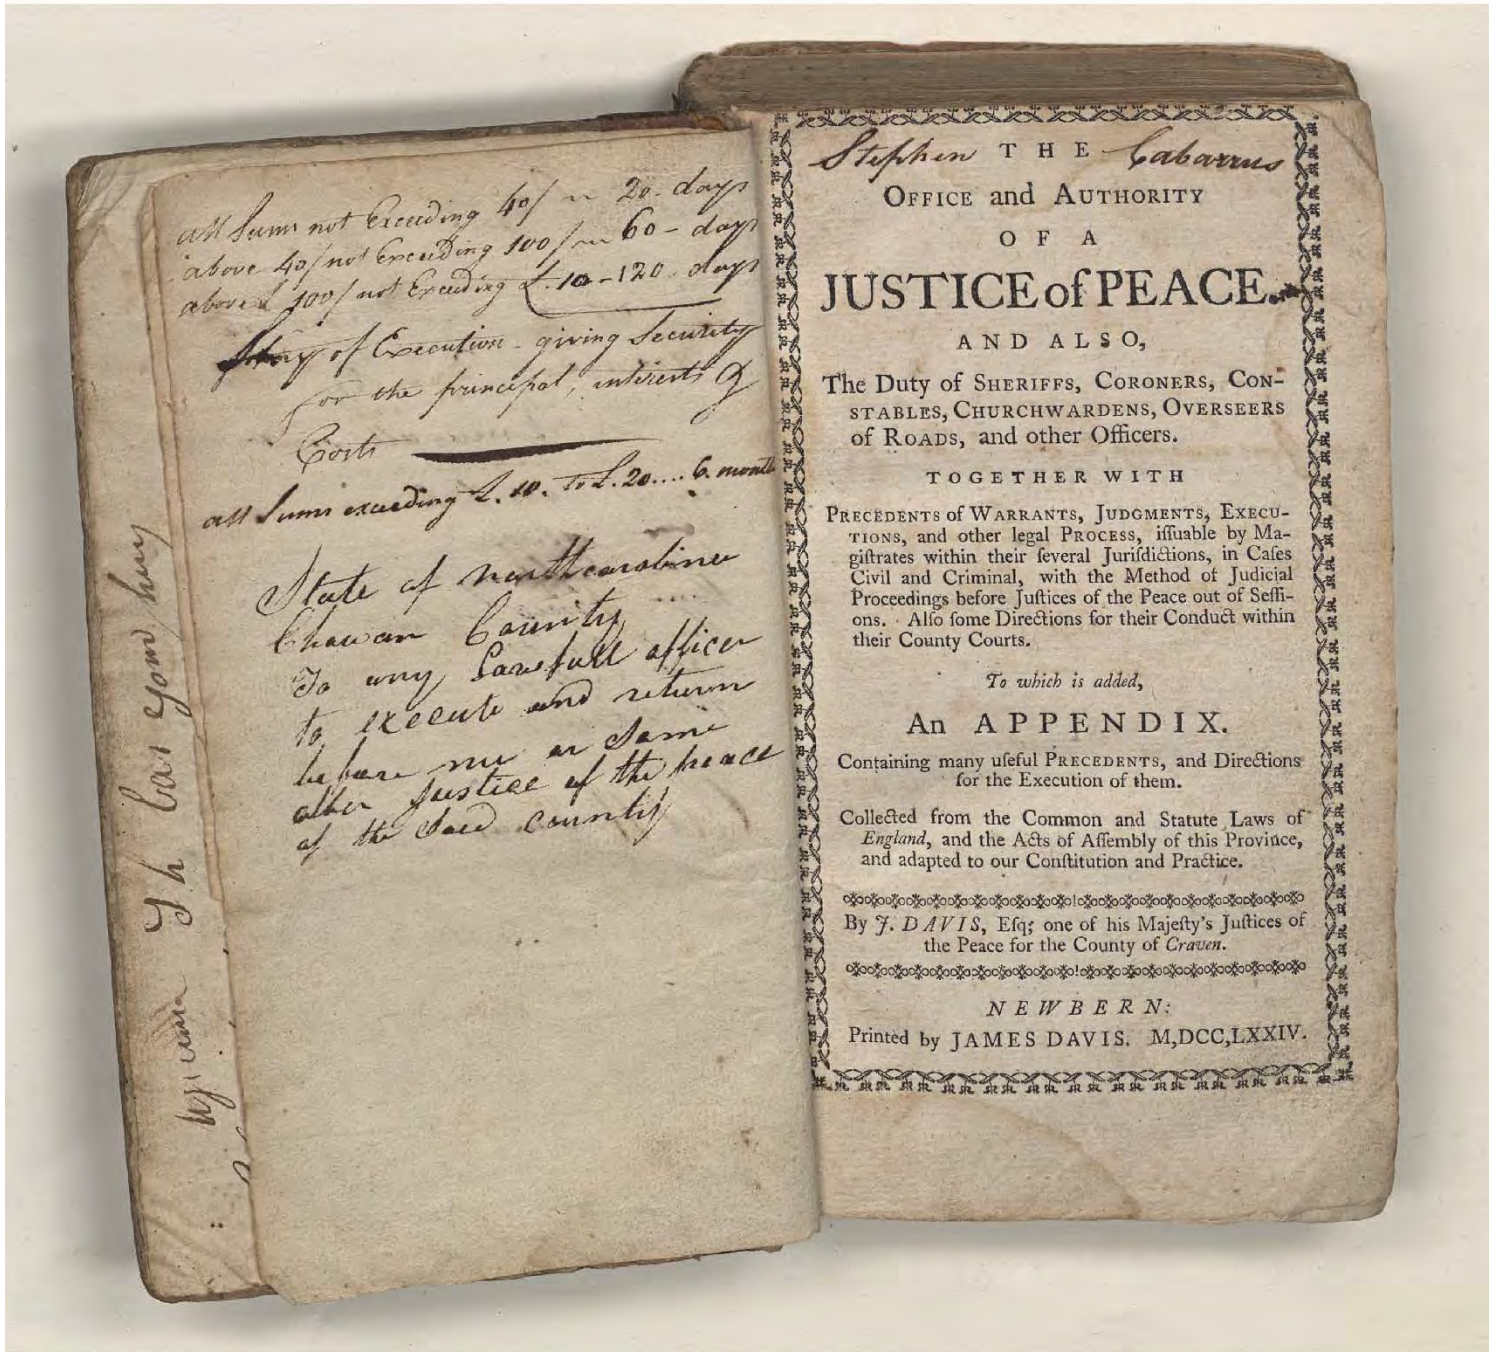 all Sums not Exceeding 40/ 20 - days
above 40/ not Exceeding 100/ 60 - days
above 100/ not Exceeding £.10 - 120 days
of Execution - giving Security
for the principal, interests &
Costs
all Sums exceeding £. 10. to £. 20.... 6. month
State of northcarolina
Chowan County
To any Lawfull officer
to execute and return
before me or Some
other Justice of the peace
of the Said county
Stephen THE Cabarrus
OFFICE and AUTHORITY
OF A
JUSTICE of PEACE.
AND ALSO,
The Duty of SHERIFFS, CORONERS, CON-
STABLES, CHURCHWARDENS, OVERSEERS
of ROADS, and other Officers.
TOGETHER WITH
PRECEDENTS of WARRANTS, JUDGMENTS, EXECU-
TIONS, and other legal PROCESS, iſſuable by Ma-
giſtrates within their ſeveral Juriſdictions, in Caſes
Civil and Criminal, with the Method of Judicial
Proceedings before Juſtices of the Peace out of Seſſi-
ons. Alſo ſome Directions for their Conduct within
their County Courts.
To which is added,
An APPENDIX.
Containing many uſeful PRECEDENTS, and Directions
for the Execution of them.
Collected from the Common and Statute Laws of
England, and the Acts of Aſſembly of this Province,
and adapted to our Conſtitution and Practice.
By J. DAVIS, Eſq; one of his Majeſty's Juſtices of
the Peace for the County of Craven.
NEWBERN:
Printed by JAMES DAVIS. M,DCC,LXXIV.